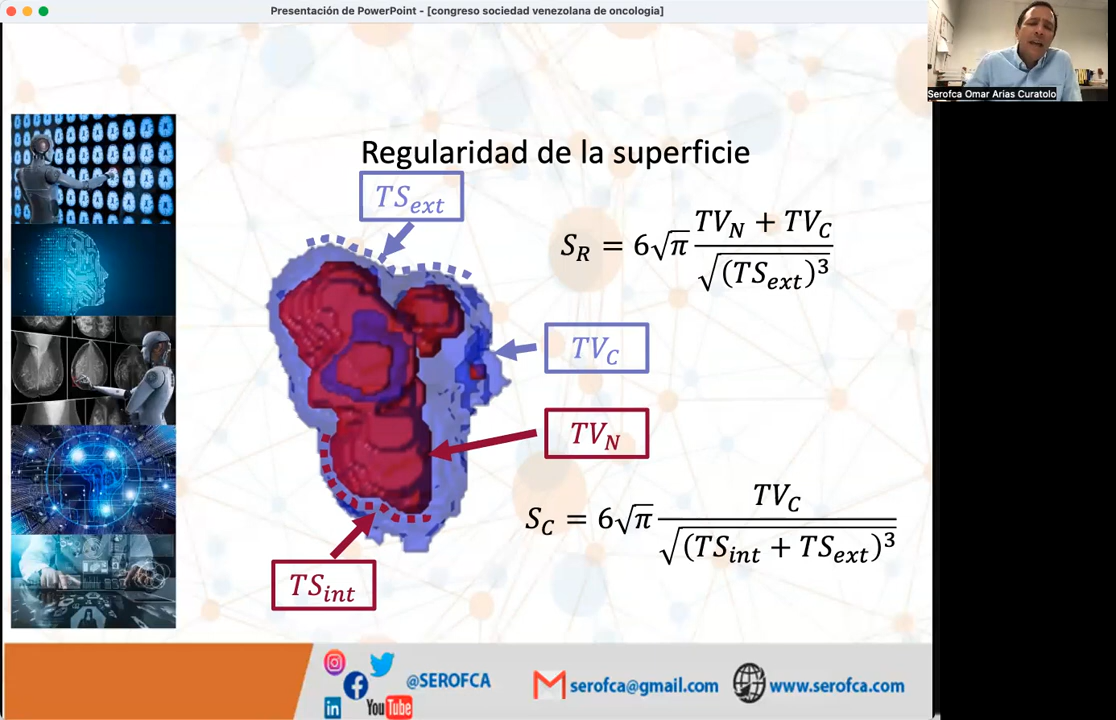 Presentación de PowerPoint - [congreso sociedad venezolana de oncologia]
Serofca Omar Arias Curatolo
Regularidad de la superficie
TS_ext
S_R = 6√π (TV_N + TV_C) / √((TS_ext)³)
TV_C
TV_N
S_C = 6√π TV_C / √((TS_int + TS_ext)³)
TS_int
@SEROFCA
serofca@gmail.com
www.serofca.com
in
YouTube